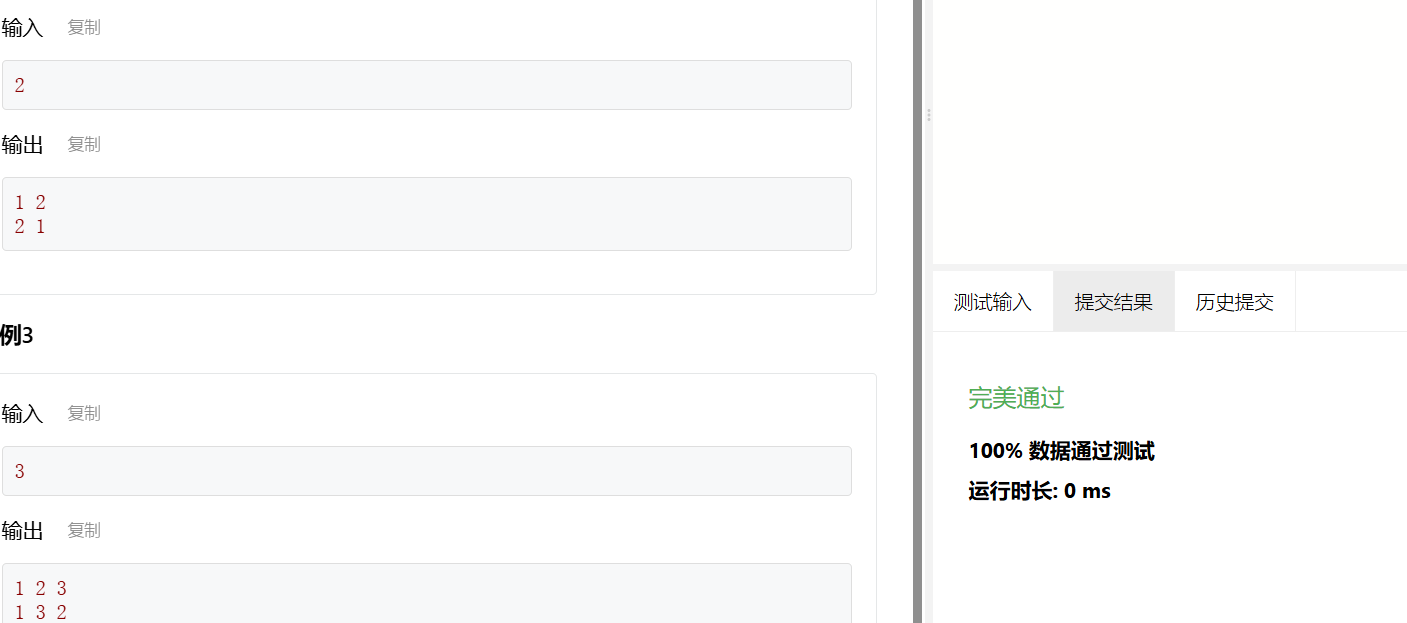 输入 复制
2
输出 复制
1 2
2 1
例3
输入 复制
3
输出 复制
1 2 3
1 3 2
测试输入 提交结果 历史提交
完美通过
100% 数据通过测试
运行时长: 0 ms